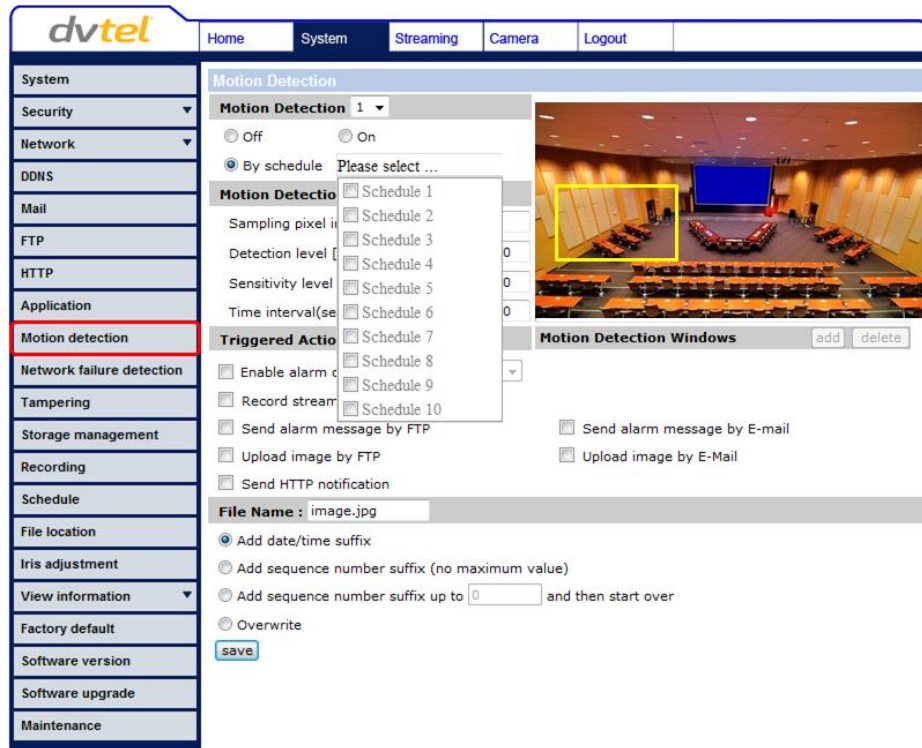 dvtel
Home System Streaming Camera Logout
System
Security
Network
DDNS
Mail
FTP
HTTP
Application
Motion detection
Network failure detection
Tampering
Storage management
Recording
Schedule
File location
Iris adjustment
View information
Factory default
Software version
Software upgrade
Maintenance
Motion Detection
Motion Detection 1
Off On
By schedule Please select ...
Schedule 1
Schedule 2
Schedule 3
Schedule 4
Schedule 5
Schedule 6
Schedule 7
Schedule 8
Schedule 9
Schedule 10
Motion Detectio
Sampling pixel i
Detection level [ 0
Sensitivity level 0
Time interval(se 0
Triggered Actio
Motion Detection Windows add delete
Enable alarm
Record stream
Send alarm message by FTP Send alarm message by E-mail
Upload image by FTP Upload image by E-Mail
Send HTTP notification
File Name : image.jpg
Add date/time suffix
Add sequence number suffix (no maximum value)
Add sequence number suffix up to 0 and then start over
Overwrite
save